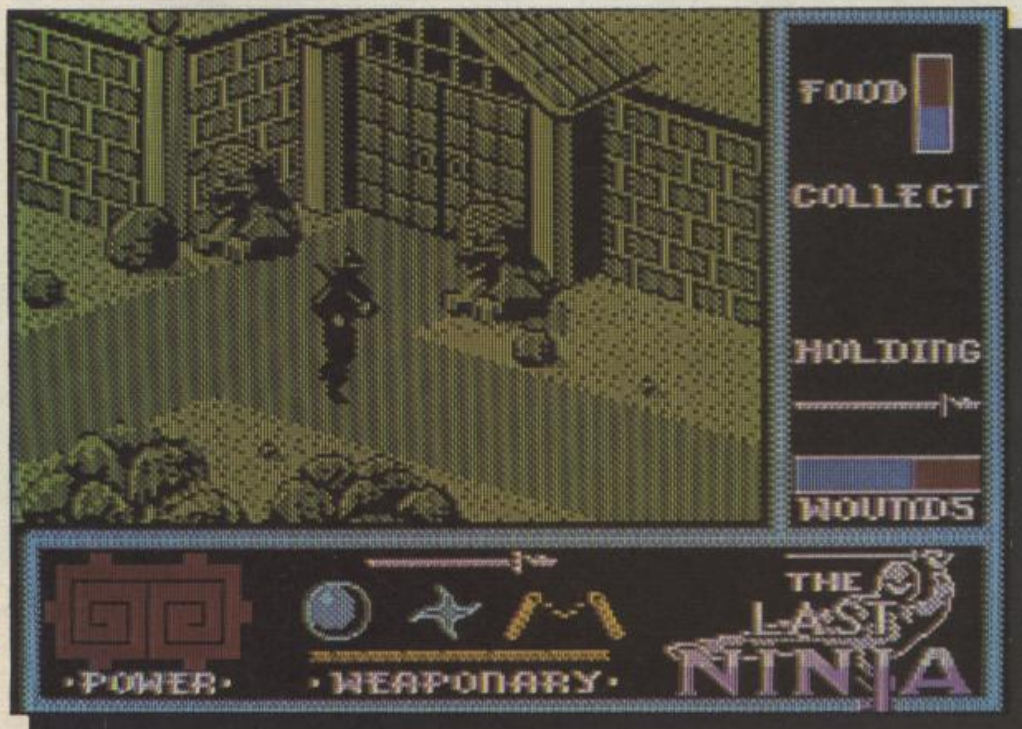 FOOD
COLLECT
HOLDING
WOUNDS
·POWER·
·WEAPONARY·
THE
LAST
NINJA